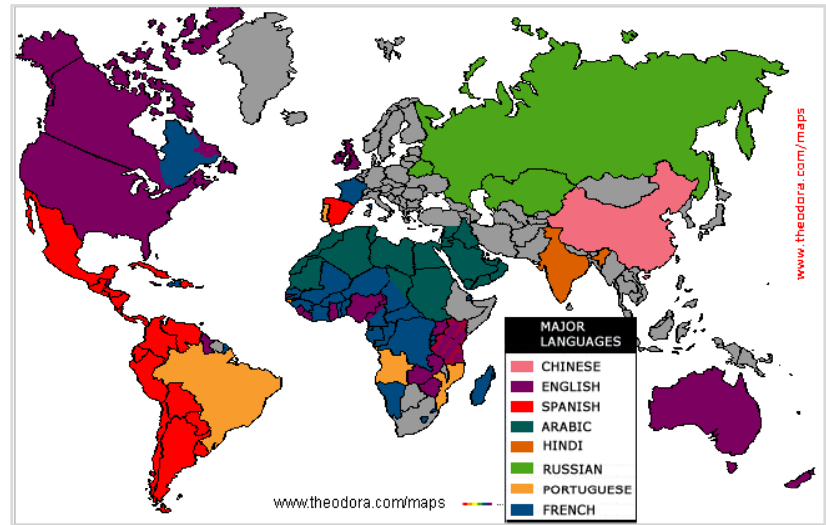 www.theodora.com/maps
MAJOR
LANGUAGES
CHINESE
ENGLISH
SPANISH
ARABIC
HINDI
RUSSIAN
PORTUGUESE
FRENCH
www.theodora.com/maps